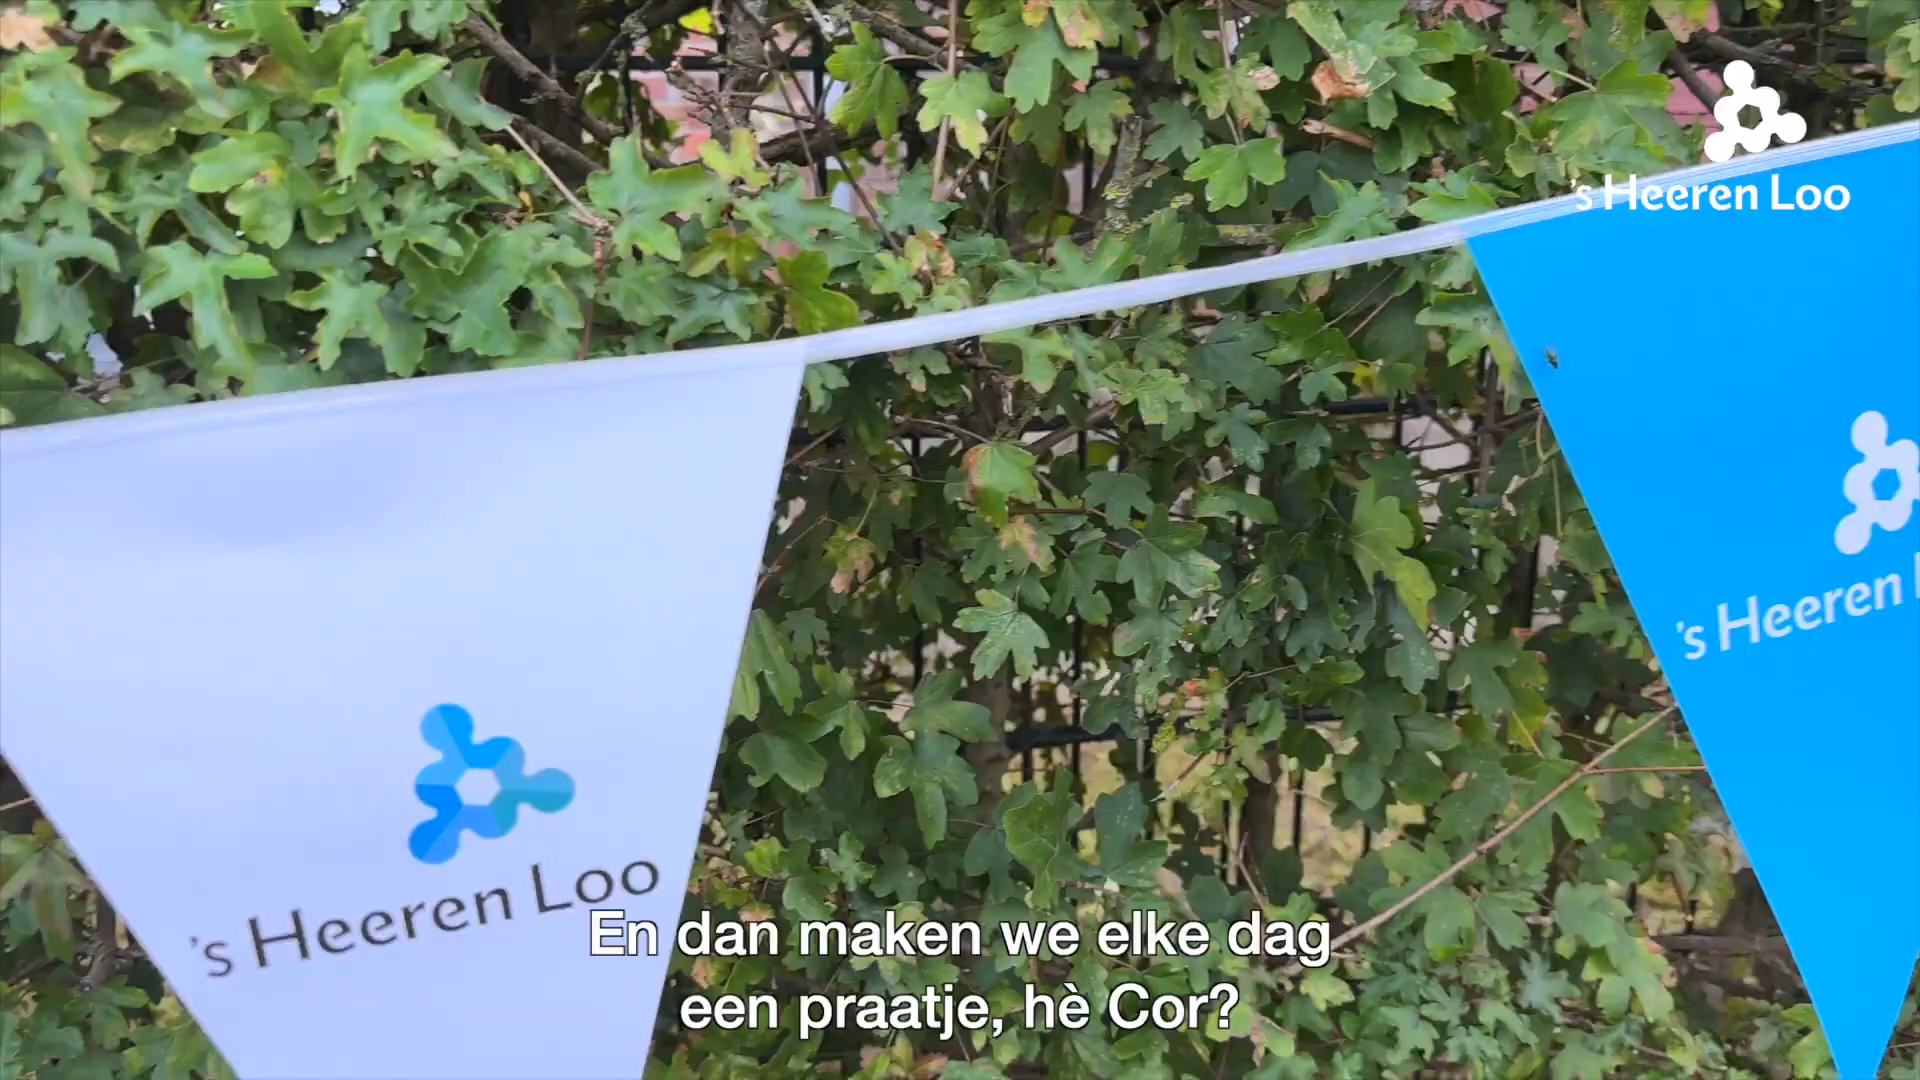 's Heeren Loo
's Heeren
's Heeren Loo
En dan maken we elke dag
een praatje, hè Cor?